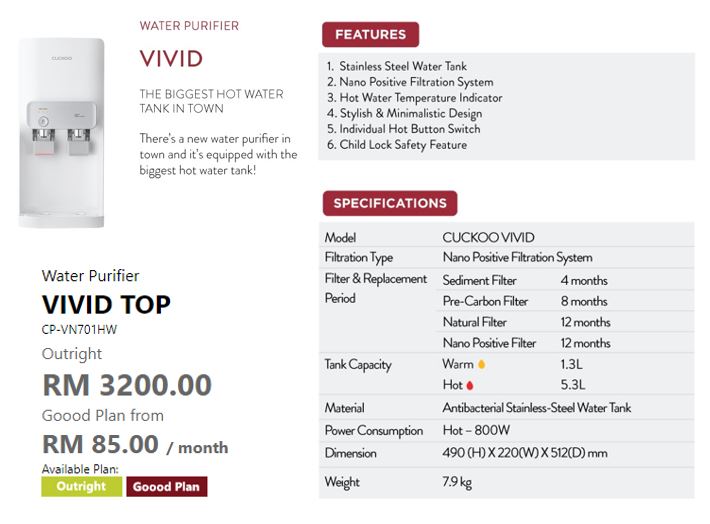 CUCKOO
WATER PURIFIER
VIVID
THE BIGGEST HOT WATER
TANK IN TOWN
There's a new water purifier in
town and it's equipped with the
biggest hot water tank!
Water Purifier
VIVID TOP
CP-VN701HW
Outright
RM 3200.00
Goood Plan from
RM 85.00 / month
Available Plan:
Outright Goood Plan
FEATURES
1. Stainless Steel Water Tank
2. Nano Positive Filtration System
3. Hot Water Temperature Indicator
4. Stylish & Minimalistic Design
5. Individual Hot Button Switch
6. Child Lock Safety Feature
SPECIFICATIONS
Model CUCKOO VIVID
Filtration Type Nano Positive Filtration System
Filter & Replacement Sediment Filter 4 months
Period Pre-Carbon Filter 8 months
Natural Filter 12 months
Nano Positive Filter 12 months
Tank Capacity Warm 1.3L
Hot 5.3L
Material Antibacterial Stainless-Steel Water Tank
Power Consumption Hot – 800W
Dimension 490 (H) X 220(W) X 512(D) mm
Weight 7.9 kg